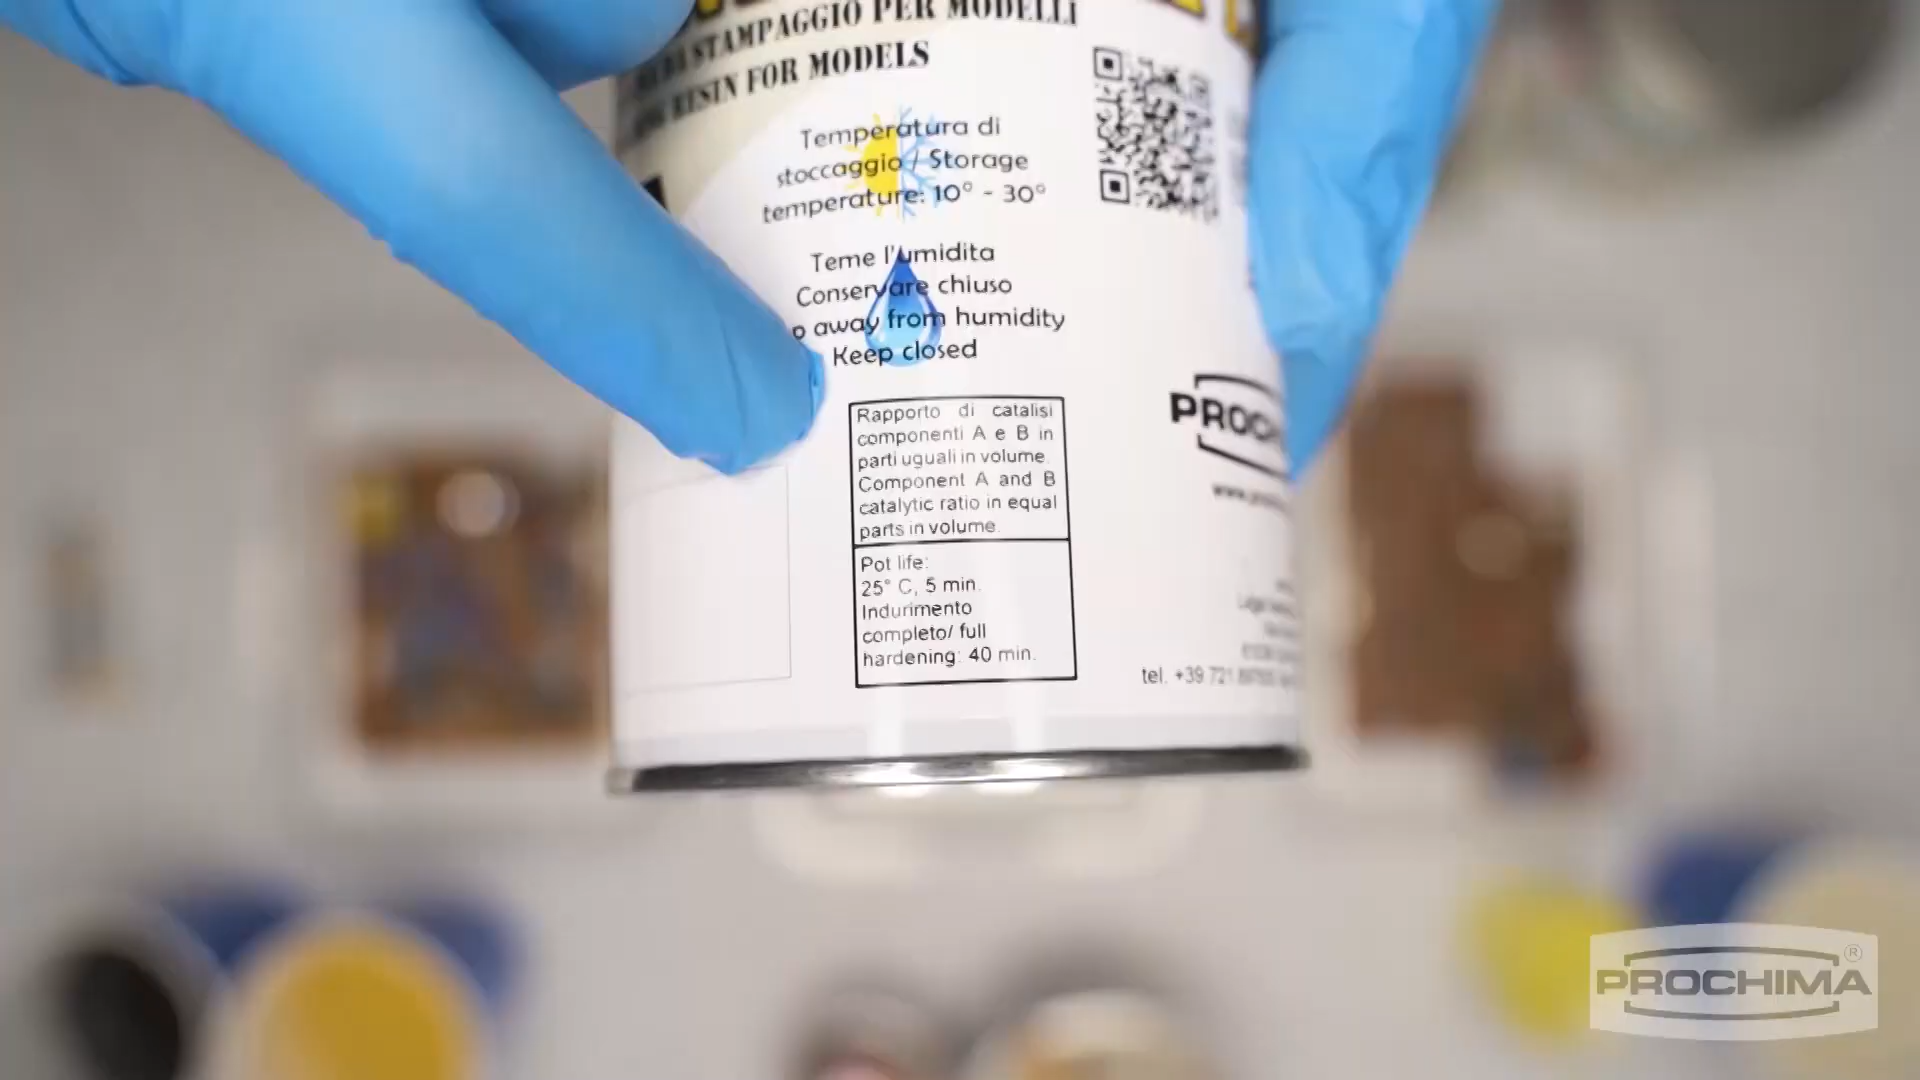 STAMPAGGIO PER MODELLI
RESIN FOR MODELS
Temperatura di
stoccaggio / Storage
temperature: 10° - 30°
Teme l'umidita
Conservare chiuso
away from humidity
Keep closed
Rapporto di catalisi
componenti A e B in
parti uguali in volume.
Component A and B
catalytic ratio in equal
parts in volume.
Pot life:
25° C, 5 min.
Indurimento
completo/ full
hardening: 40 min.
PROCH
www.
tel. +39 721
PROCHIMA®